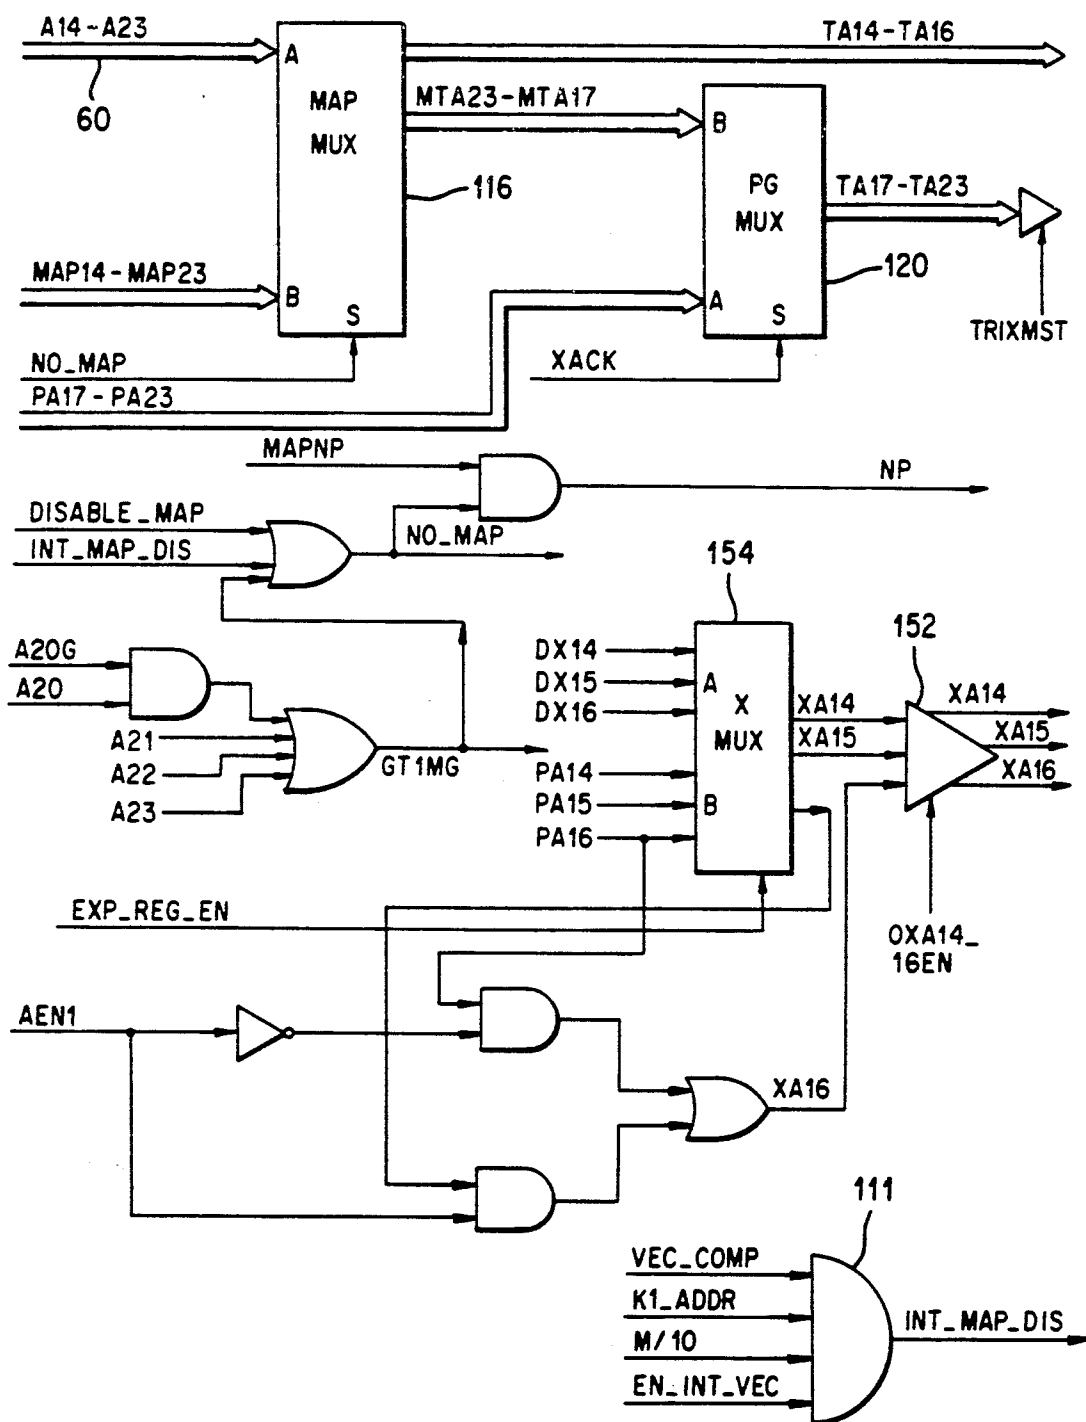 A14-A23
TA14-TA16
A
60
MAP
MUX
MTA23-MTA17
B
116
PG
MUX
TA17-TA23
MAP14-MAP23
B
S
A
S
120
TRIXMST
NO_MAP
XACK
PA17-PA23
MAPNP
NP
DISABLE_MAP
INT_MAP_DIS
NO_MAP
154
152
A20G
A20
A21
A22
A23
GT1MG
DX14
DX15
DX16
A
X
MUX
PA14
PA15
PA16
B
XA14
XA15
XA14
XA15
XA16
EXP_REG_EN
OXA14_
16EN
AEN1
XA16
111
VEC_COMP
K1_ADDR
M/10
EN_INT_VEC
INT_MAP_DIS